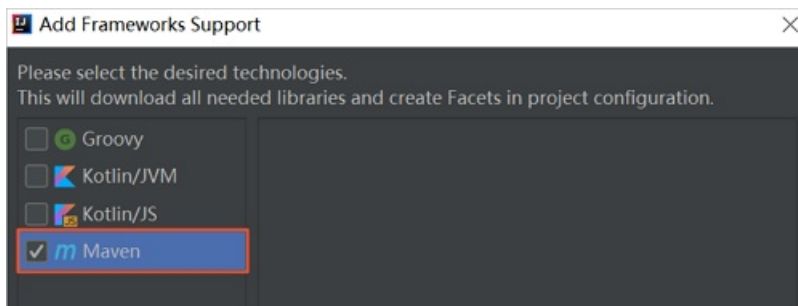 Add Frameworks Support
Please select the desired technologies.
This will download all needed libraries and create Facets in project configuration.
Groovy
Kotlin/JVM
Kotlin/JS
Maven